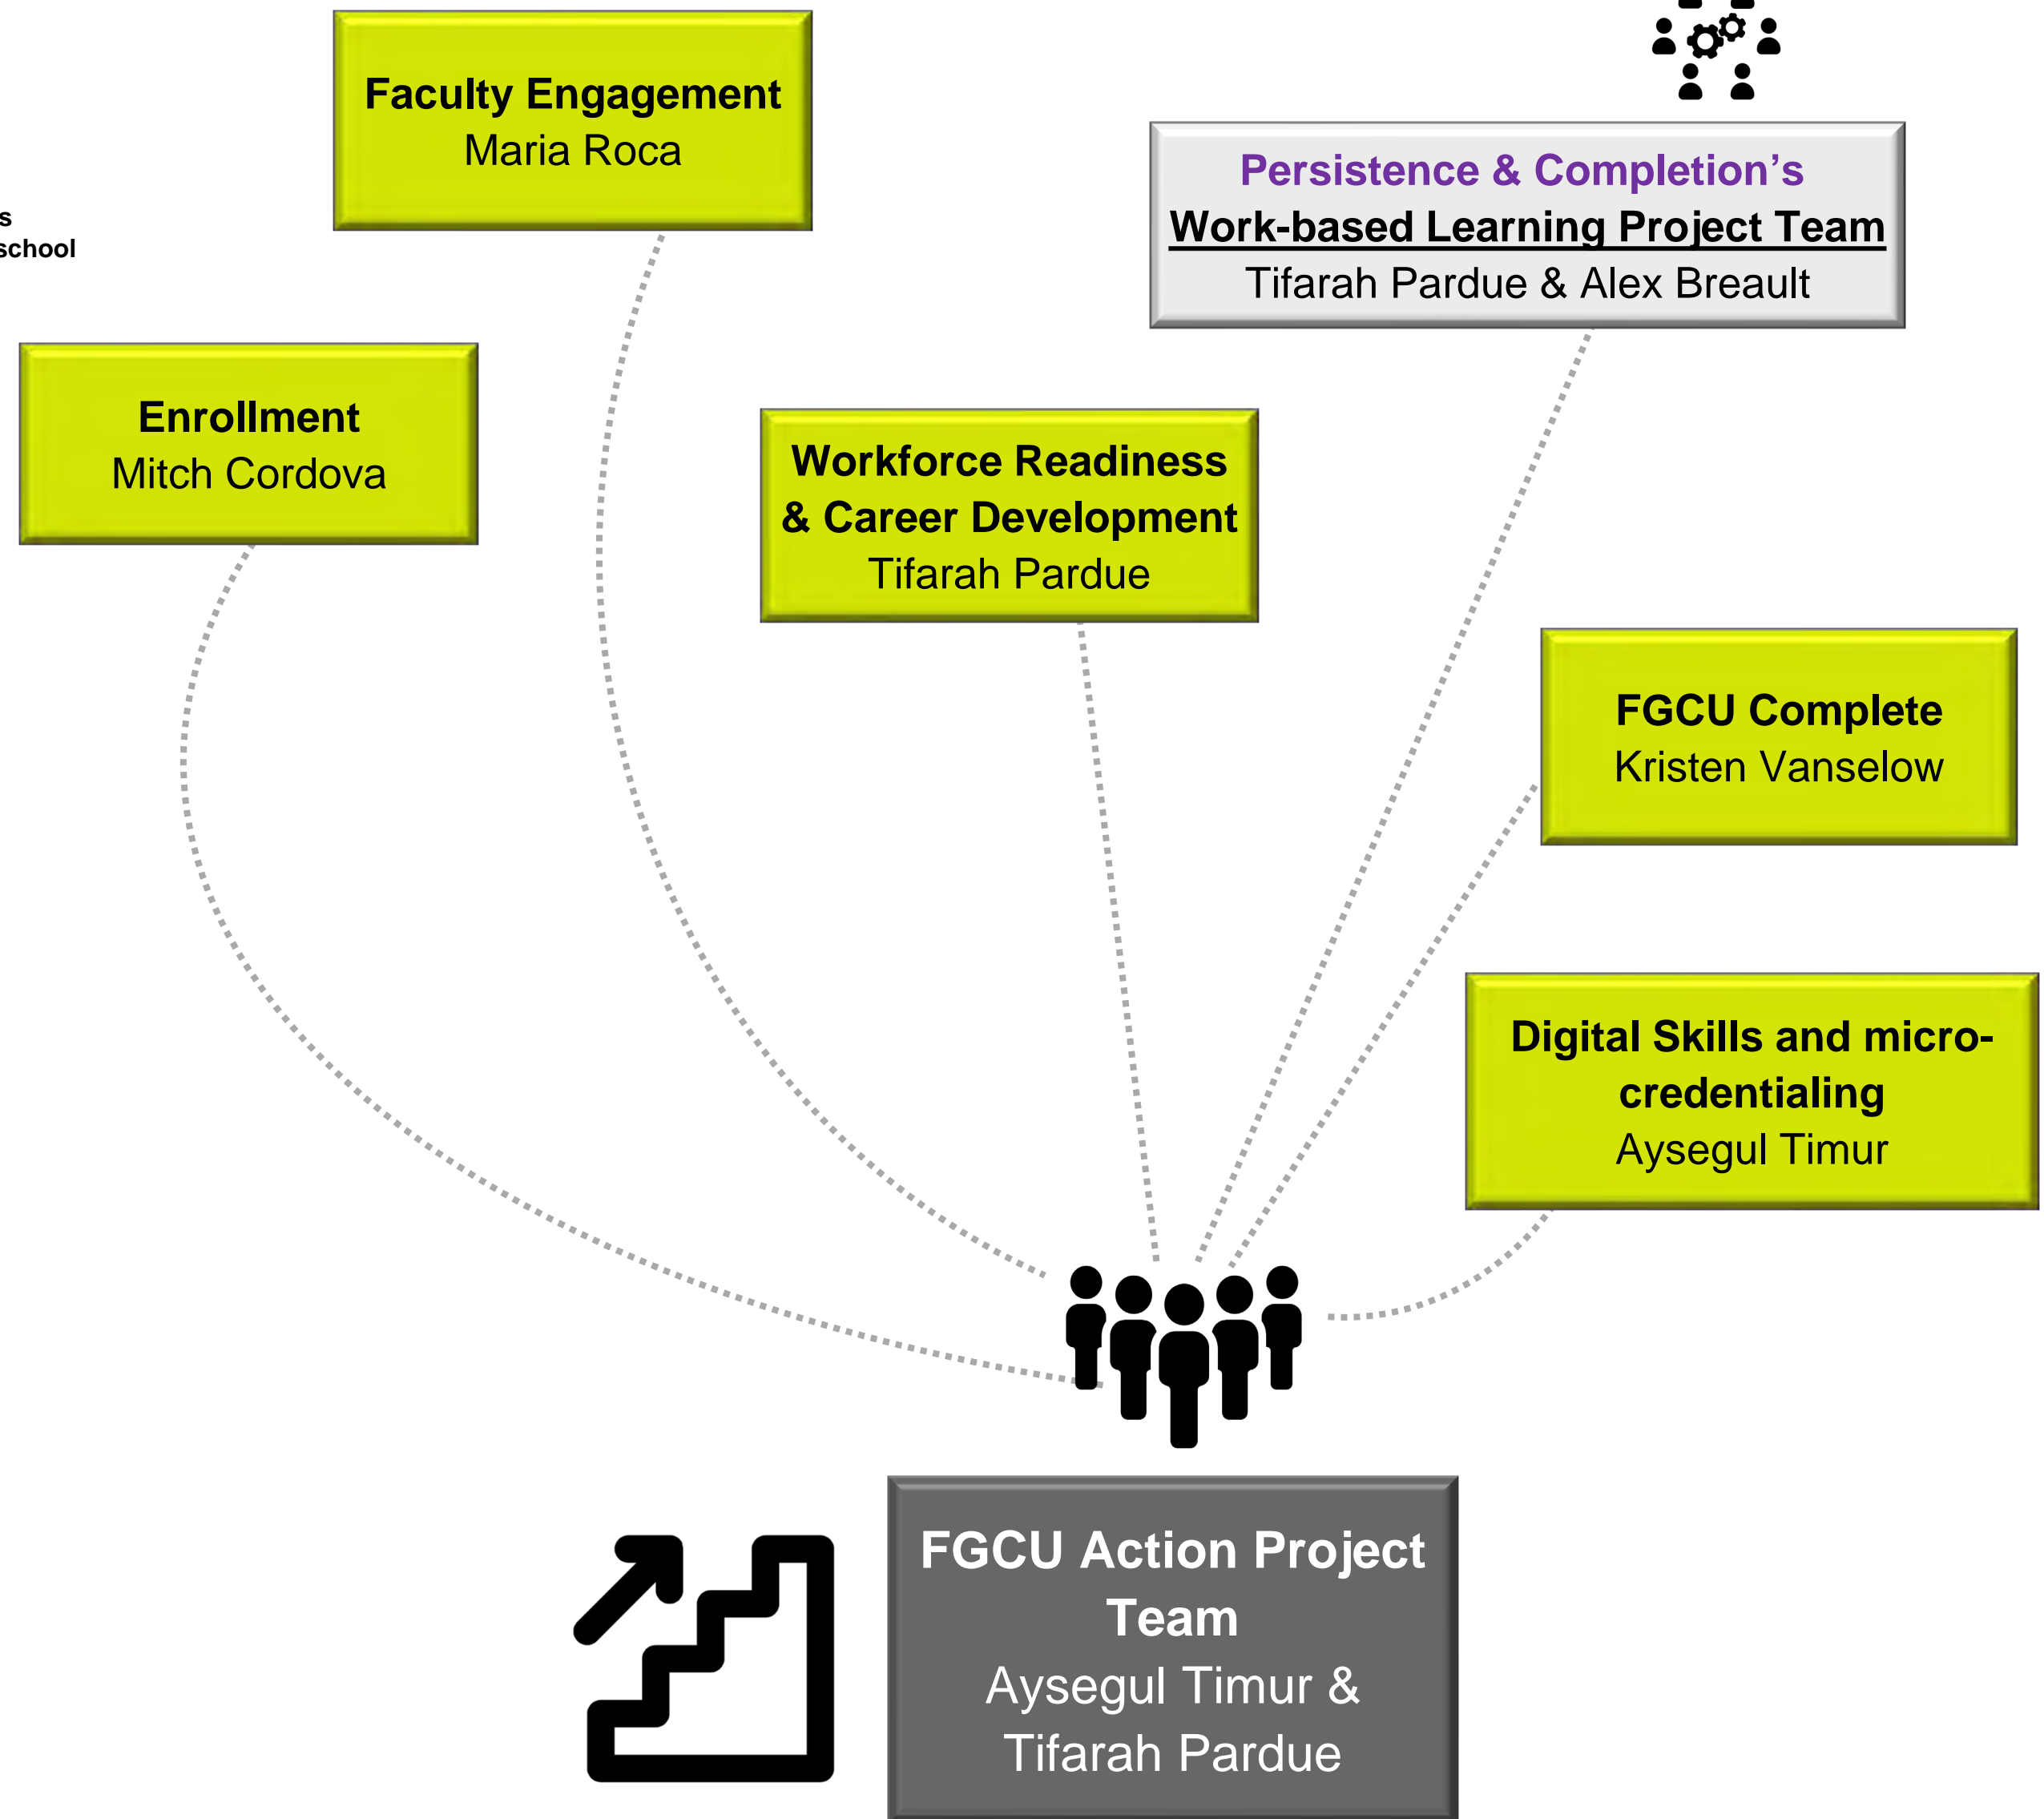 Faculty Engagement
Maria Roca
Persistence & Completion’s
Work-based Learning Project Team
Tifarah Pardue & Alex Breault
s
school
Enrollment
Mitch Cordova
Workforce Readiness
& Career Development
Tifarah Pardue
FGCU Complete
Kristen Vanselow
Digital Skills and micro-
credentialing
Aysegul Timur
FGCU Action Project
Team
Aysegul Timur &
Tifarah Pardue